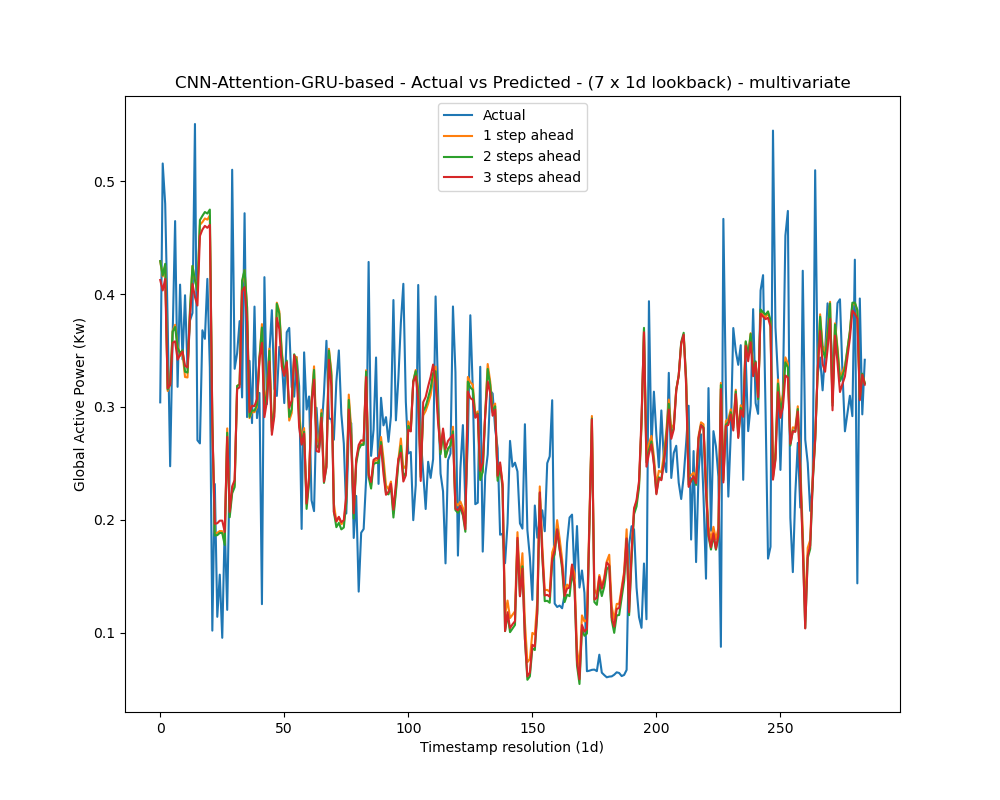 CNN-Attention-GRU-based - Actual vs Predicted - (7 x 1d lookback) - multivariate
Actual
1 step ahead
2 steps ahead
3 steps ahead
0.5
0.4
0.3
0.2
0.1
Global Active Power (Kw)
0 50 100 150 200 250
Timestamp resolution (1d)